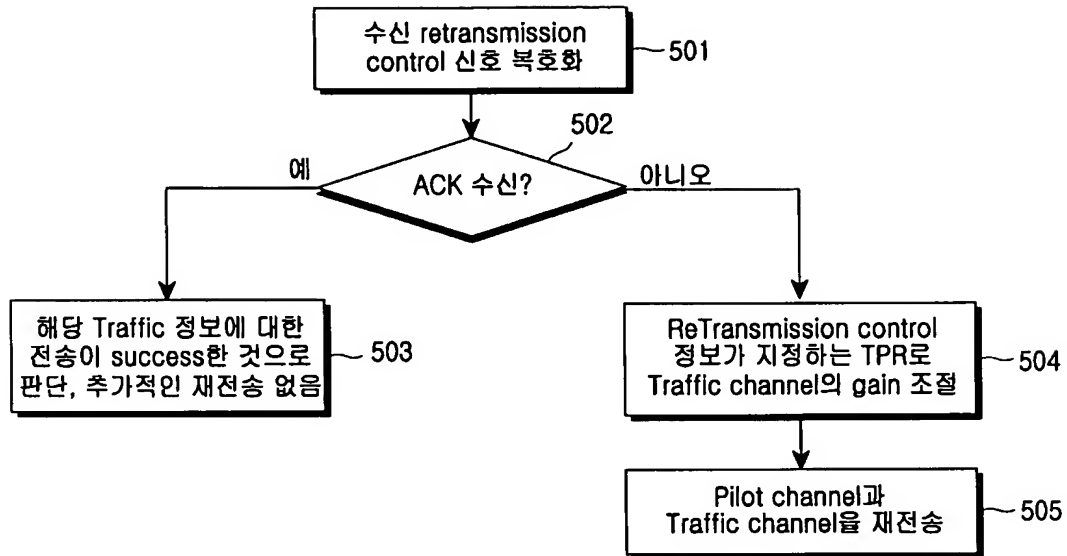 수신 retransmission
control 신호 복호화
501
502
예
ACK 수신?
아니오
해당 Traffic 정보에 대한
전송이 success한 것으로
판단, 추가적인 재전송 없음
503
ReTransmission control
정보가 지정하는 TPR로
Traffic channel의 gain 조절
504
Pilot channel과
Traffic channel을 재전송
505